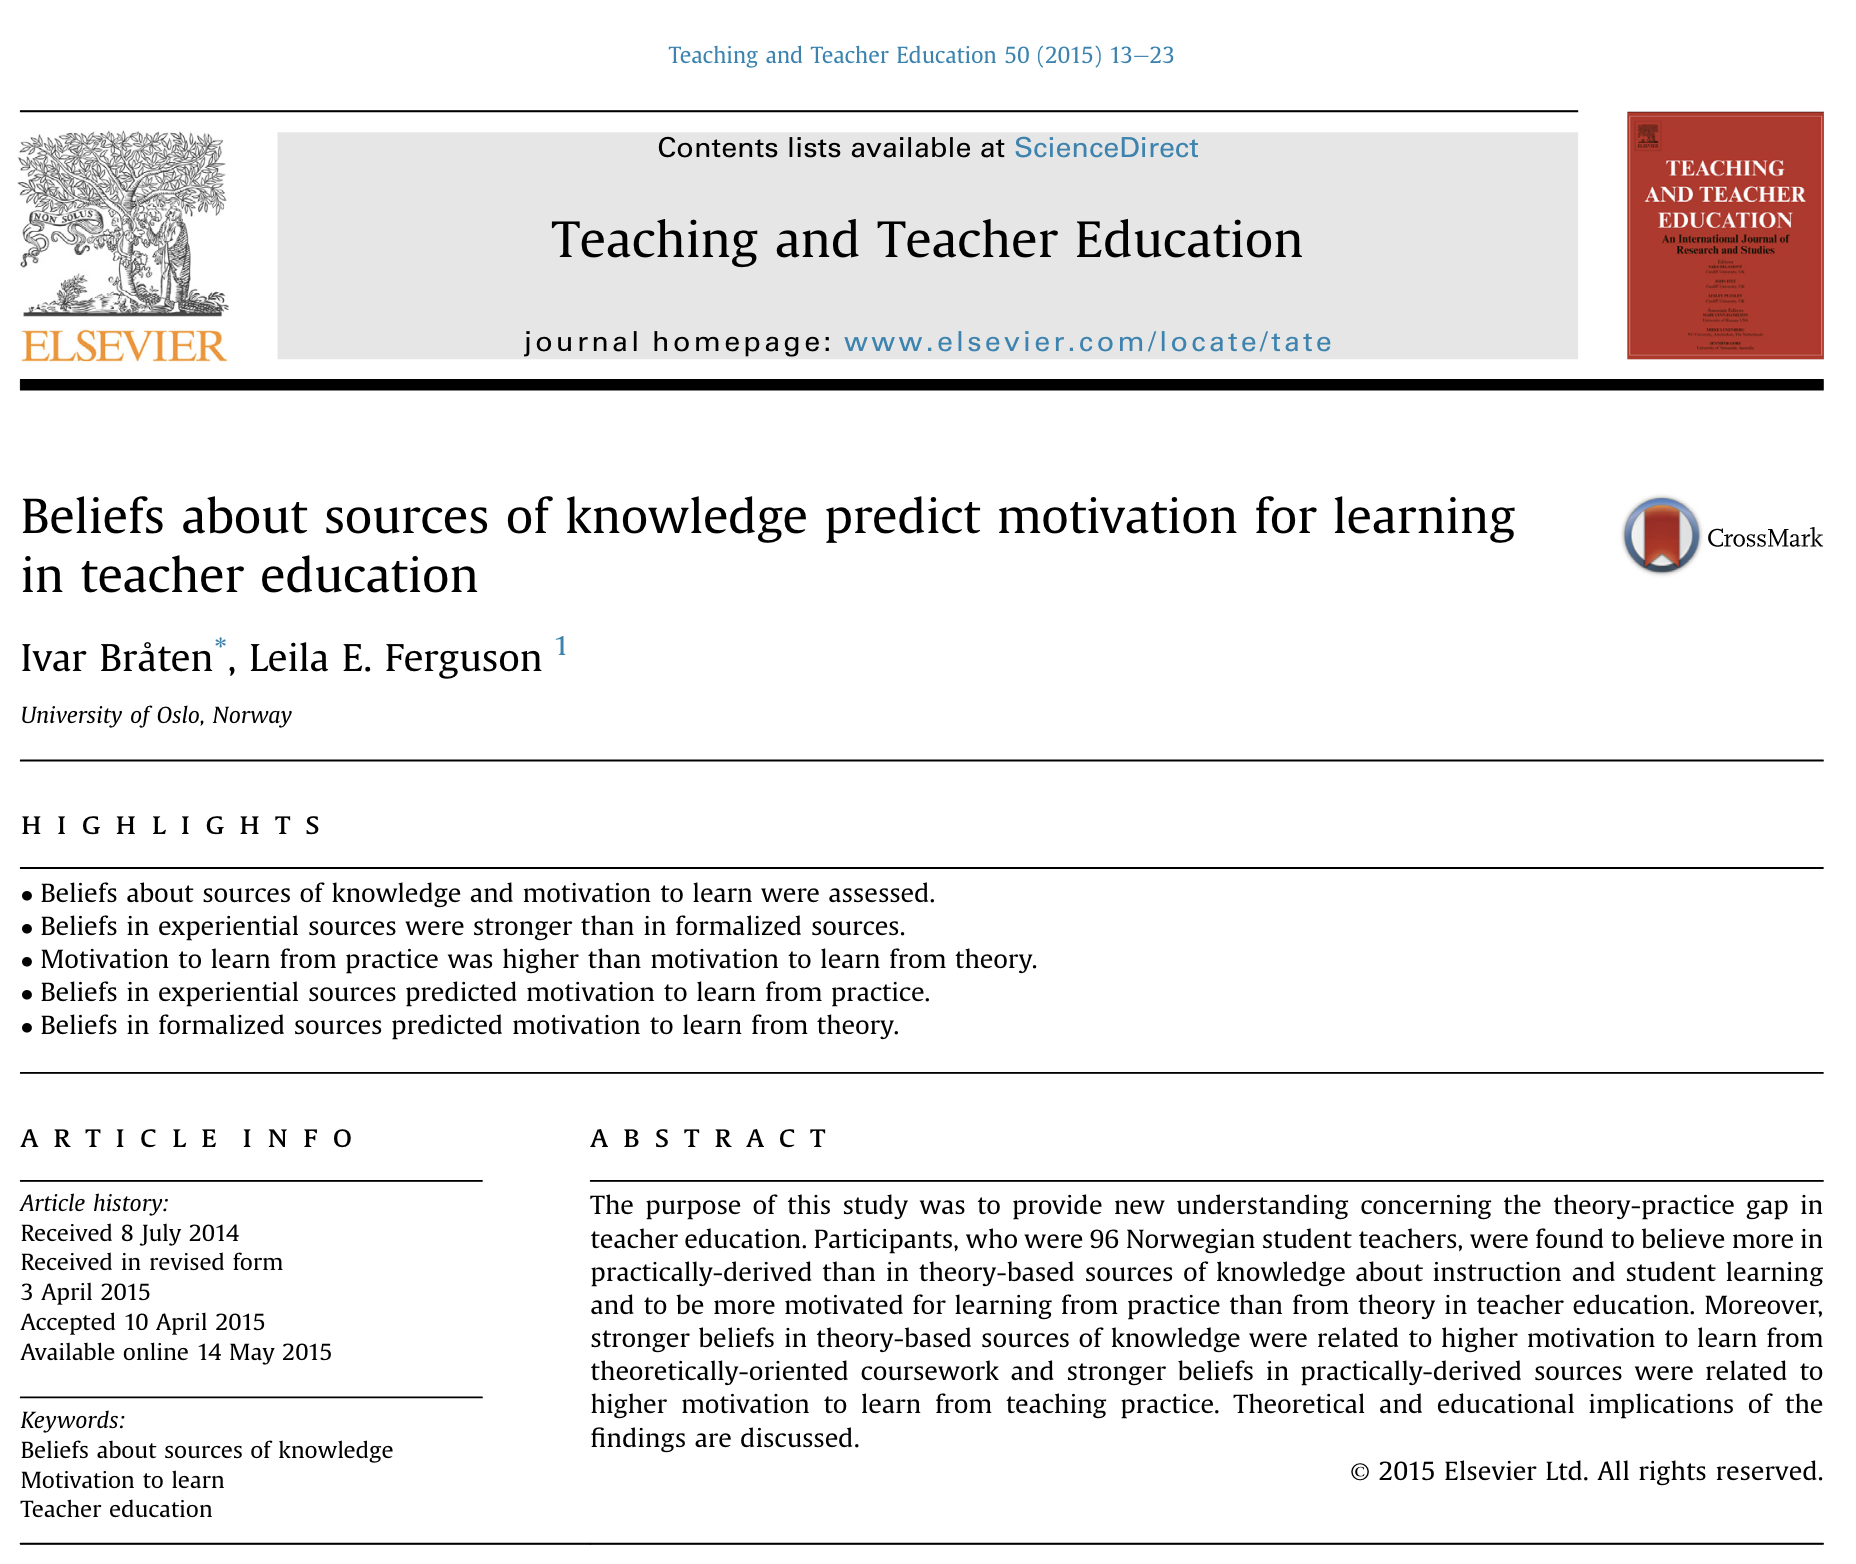 Teaching and Teacher Education 50 (2015) 13–23
NON SOLUS
ELSEVIER
Contents lists available at ScienceDirect
Teaching and Teacher Education
journal homepage: www.elsevier.com/locate/tate
ELSEVIER
TEACHING
AND TEACHER
EDUCATION
An International Journal of
Research and Studies
Beliefs about sources of knowledge predict motivation for learning
in teacher education
CrossMark
Ivar Bråten*, Leila E. Ferguson 1
University of Oslo, Norway
HIGHLIGHTS
• Beliefs about sources of knowledge and motivation to learn were assessed.
• Beliefs in experiential sources were stronger than in formalized sources.
• Motivation to learn from practice was higher than motivation to learn from theory.
• Beliefs in experiential sources predicted motivation to learn from practice.
• Beliefs in formalized sources predicted motivation to learn from theory.
ARTICLE INFO
Article history:
Received 8 July 2014
Received in revised form
3 April 2015
Accepted 10 April 2015
Available online 14 May 2015
Keywords:
Beliefs about sources of knowledge
Motivation to learn
Teacher education
ABSTRACT
The purpose of this study was to provide new understanding concerning the theory-practice gap in
teacher education. Participants, who were 96 Norwegian student teachers, were found to believe more in
practically-derived than in theory-based sources of knowledge about instruction and student learning
and to be more motivated for learning from practice than from theory in teacher education. Moreover,
stronger beliefs in theory-based sources of knowledge were related to higher motivation to learn from
theoretically-oriented coursework and stronger beliefs in practically-derived sources were related to
higher motivation to learn from teaching practice. Theoretical and educational implications of the
findings are discussed.
© 2015 Elsevier Ltd. All rights reserved.